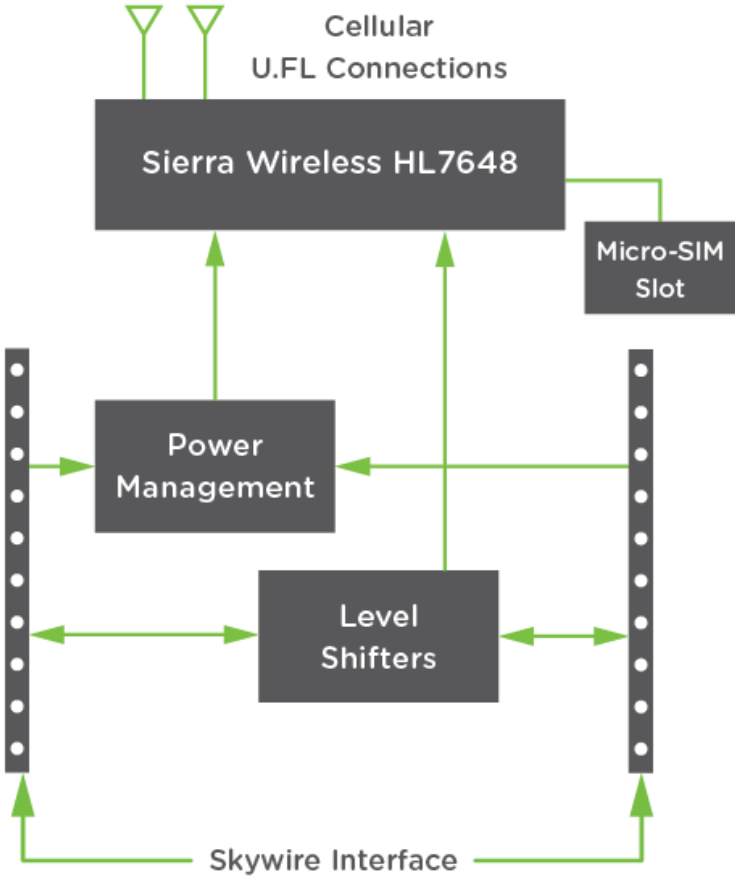 Cellular
U.FL Connections
Sierra Wireless HL7648
Micro-SIM
Slot
Power
Management
Level
Shifters
Skywire Interface